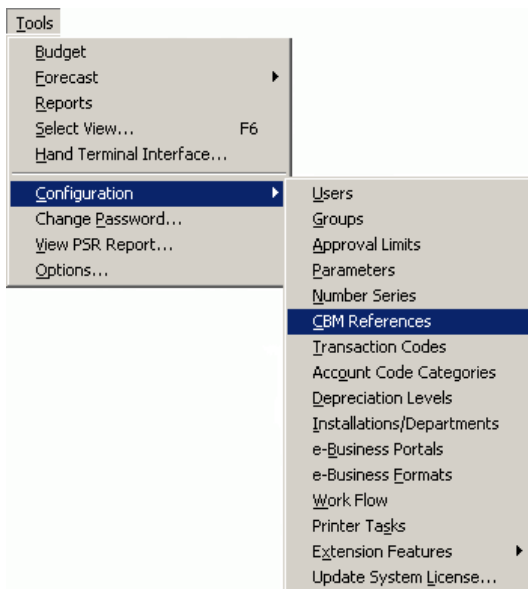 Tools
Budget
Forecast
Reports
Select View... F6
Hand Terminal Interface...
Configuration
Change Password...
View PSR Report...
Options...
Users
Groups
Approval Limits
Parameters
Number Series
CBM References
Transaction Codes
Account Code Categories
Depreciation Levels
Installations/Departments
e-Business Portals
e-Business Formats
Work Flow
Printer Tasks
Extension Features
Update System License...